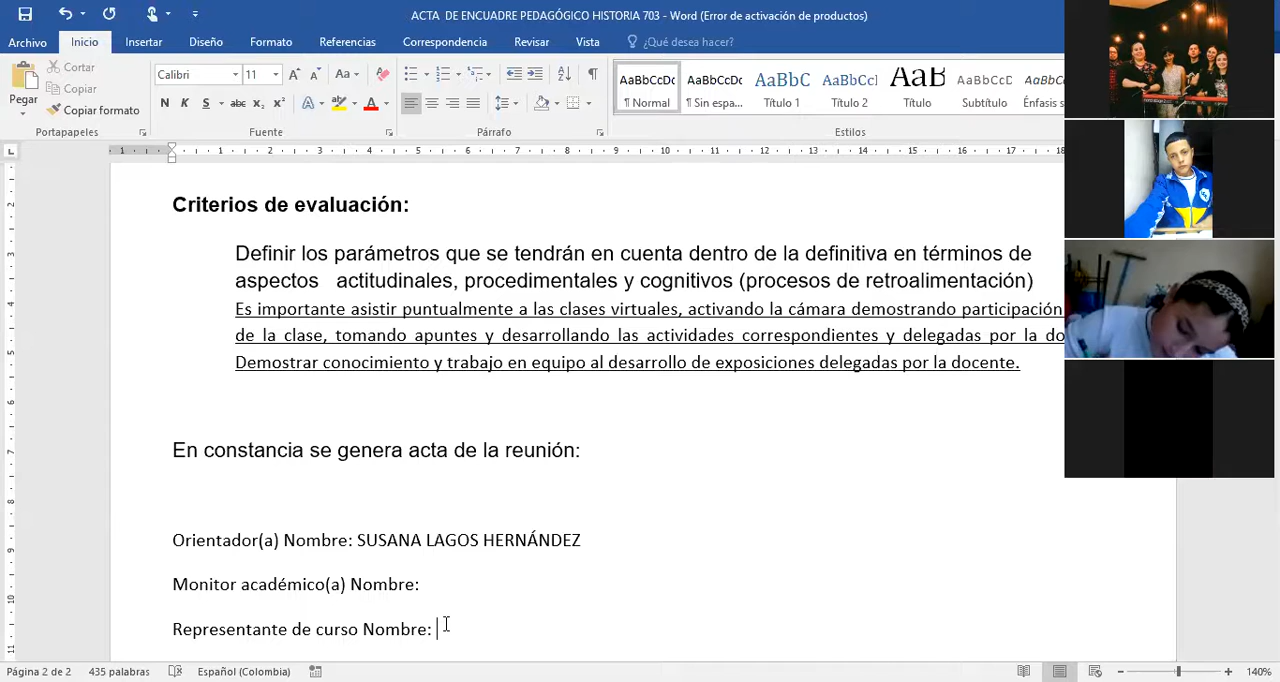 ACTA DE ENCUADRE PEDAGÓGICO HISTORIA 703 - Word (Error de activación de productos)
Archivo Inicio Insertar Diseño Formato Referencias Correspondencia Revisar Vista ¿Qué desea hacer?
Cortar
Copiar
Copiar formato
Pegar
Calibri 11
Portapapeles Fuente Párrafo Estilos
AaBbCcDc AaBbCcDc AaBbC AaBbCcI AaB AaBbCcD AaBbCcD
¶ Normal ¶ Sin espa... Título 1 Título 2 Título Subtítulo Énfasis s
Criterios de evaluación:
Definir los parámetros que se tendrán en cuenta dentro de la definitiva en términos de
aspectos actitudinales, procedimentales y cognitivos (procesos de retroalimentación)
Es importante asistir puntualmente a las clases virtuales, activando la cámara demostrando participación
de la clase, tomando apuntes y desarrollando las actividades correspondientes y delegadas por la do
Demostrar conocimiento y trabajo en equipo al desarrollo de exposiciones delegadas por la docente.
En constancia se genera acta de la reunión:
Orientador(a) Nombre: SUSANA LAGOS HERNÁNDEZ
Monitor académico(a) Nombre:
Representante de curso Nombre:
Página 2 de 2 435 palabras Español (Colombia) 140%